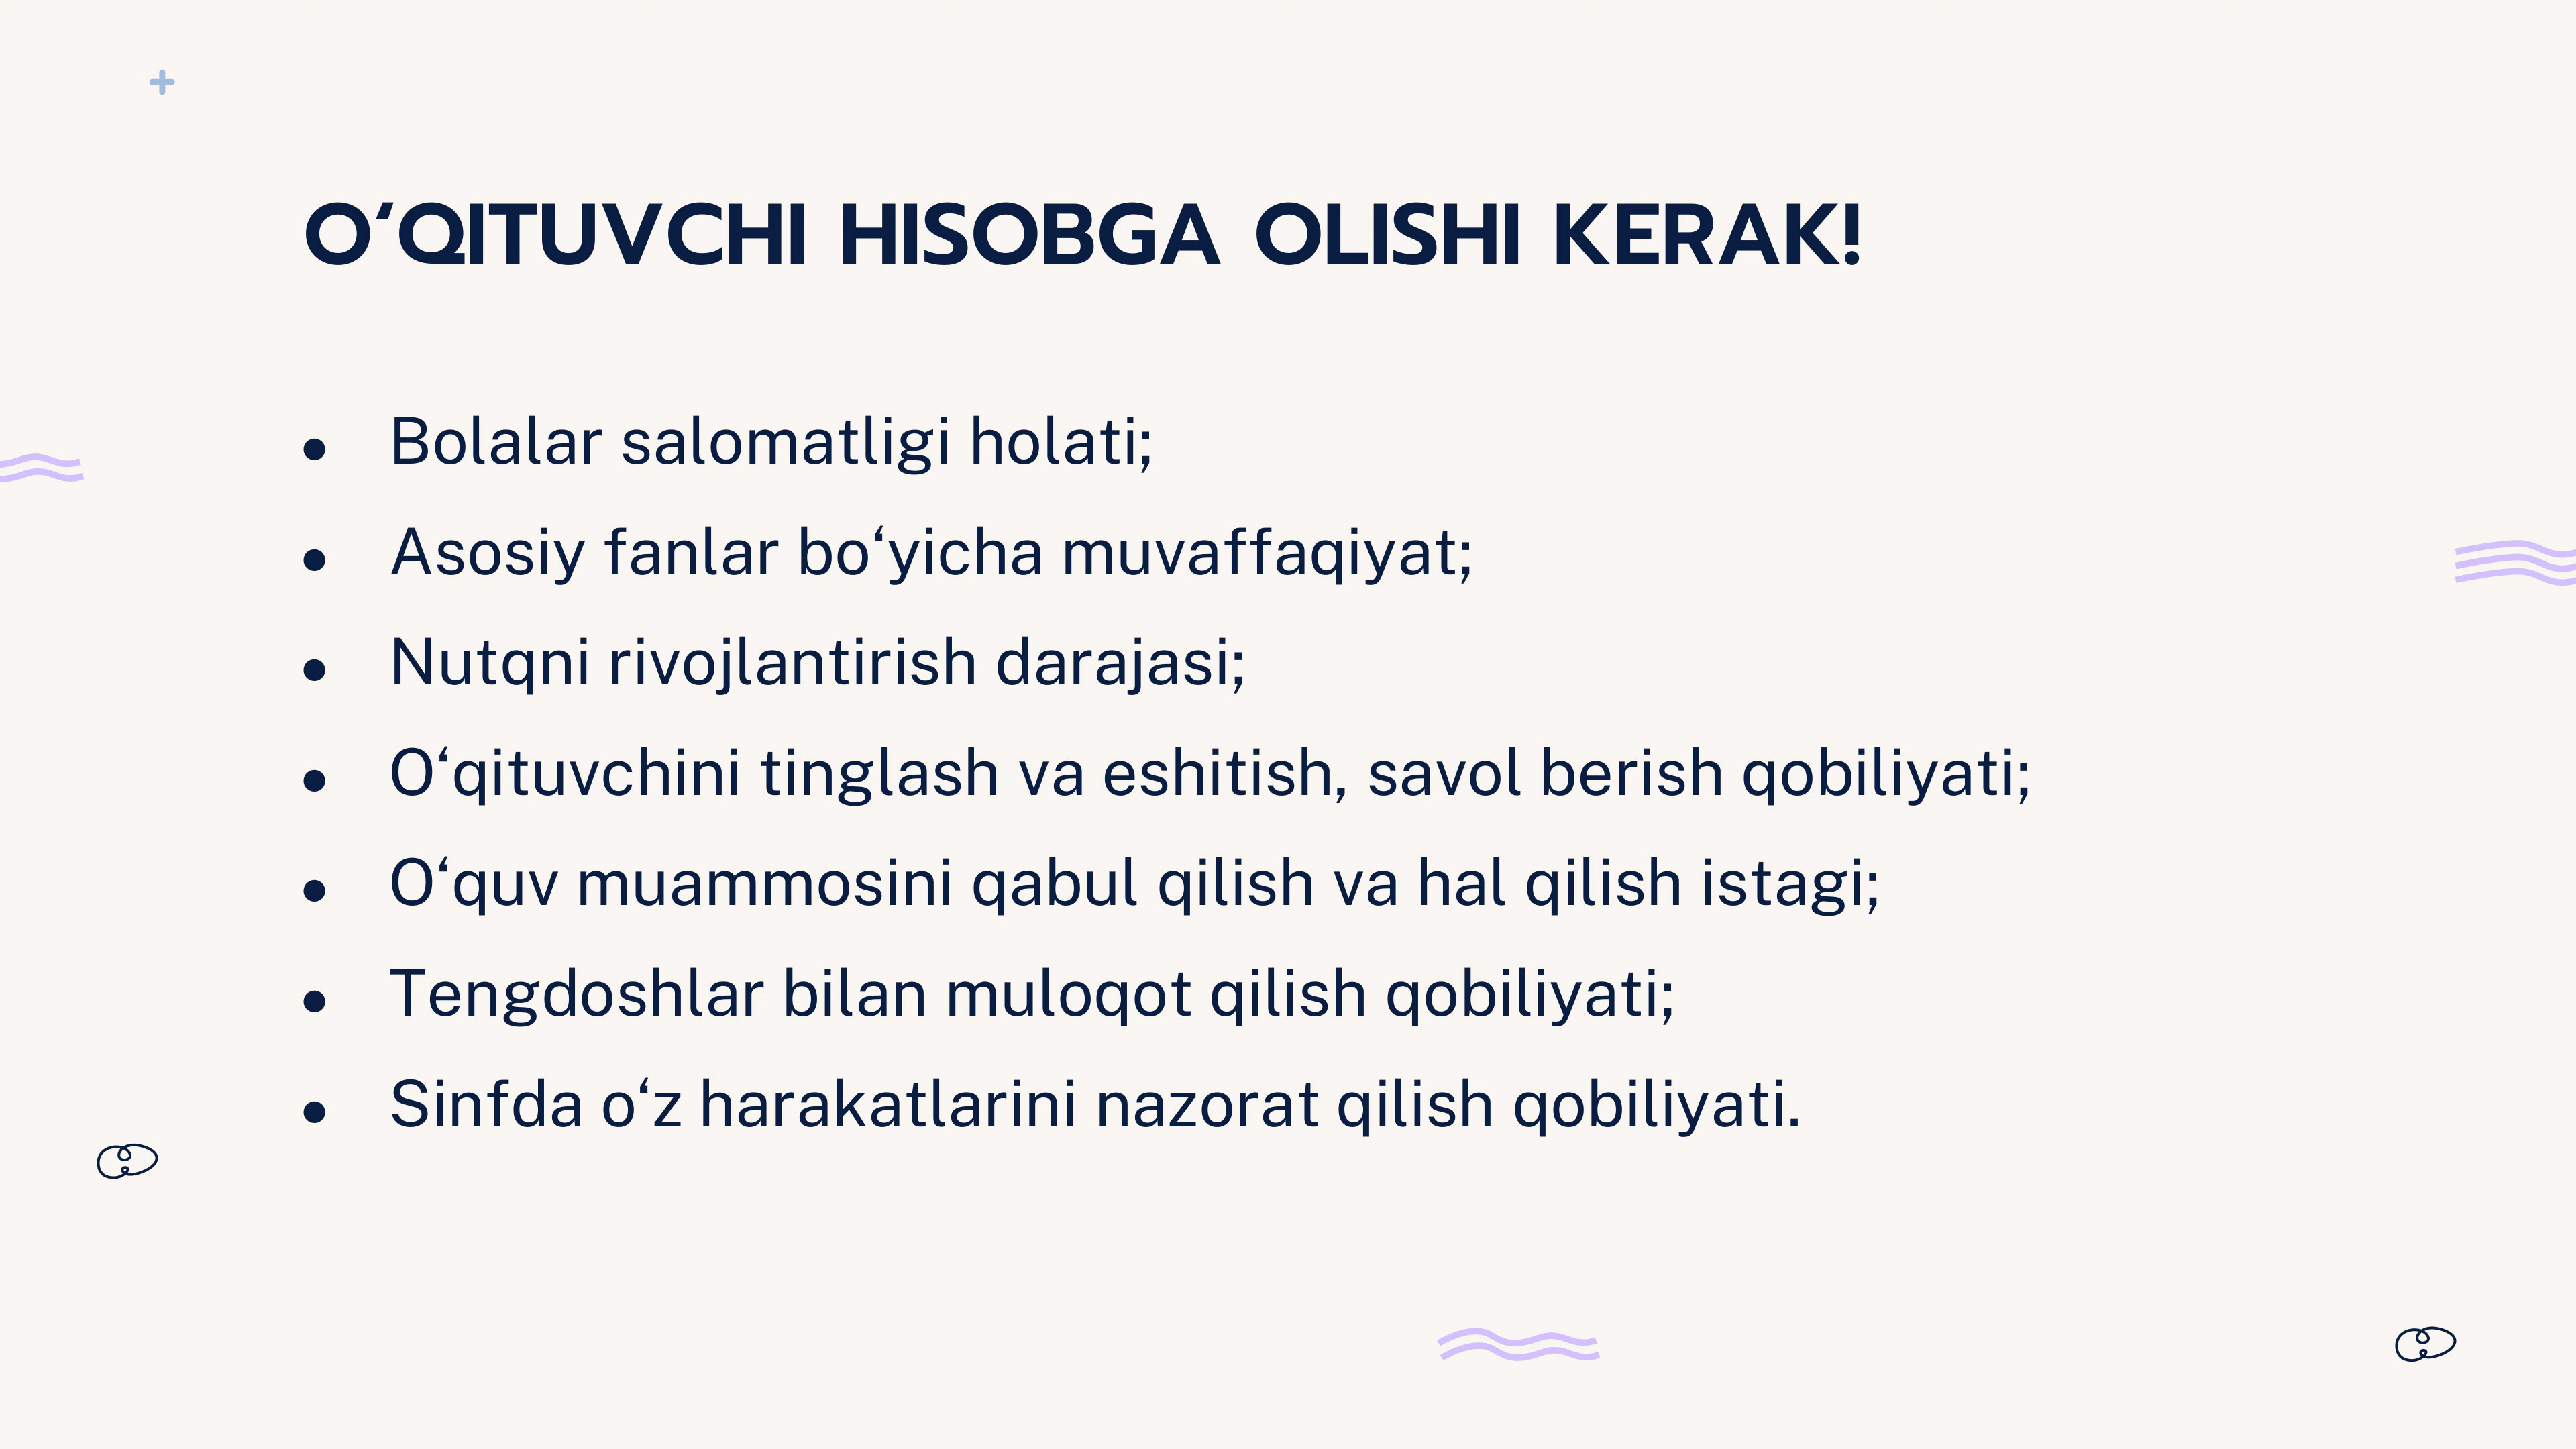 O‘QITUVCHI HISOBGA OLISHI KERAK!
● Bolalar salomatligi holati;
● Asosiy fanlar bo‘yicha muvaffaqiyat;
● Nutqni rivojlantirish darajasi;
● O‘qituvchini tinglash va eshitish, savol berish qobiliyati;
● O‘quv muammosini qabul qilish va hal qilish istagi;
● Tengdoshlar bilan muloqot qilish qobiliyati;
● Sinfda o‘z harakatlarini nazorat qilish qobiliyati.